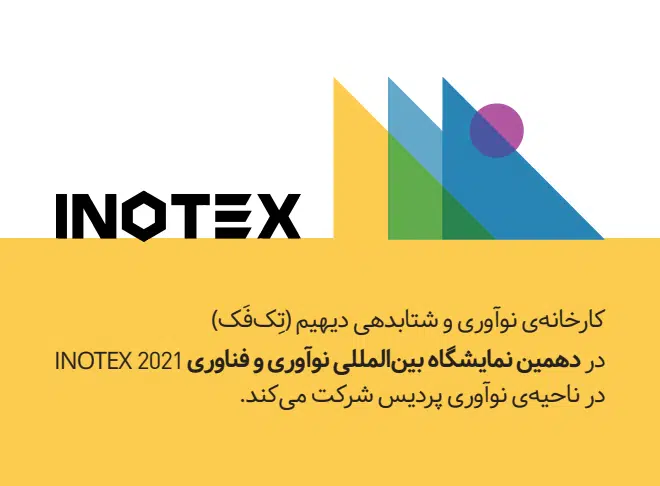 INOTEX
کارخانه‌ی نوآوری و شتابدهی دیهیم (تِک‌فَک)
در دهمین نمایشگاه بین‌المللی نوآوری و فناوری INOTEX 2021
در ناحیه‌ی نوآوری پردیس شرکت می‌کند.